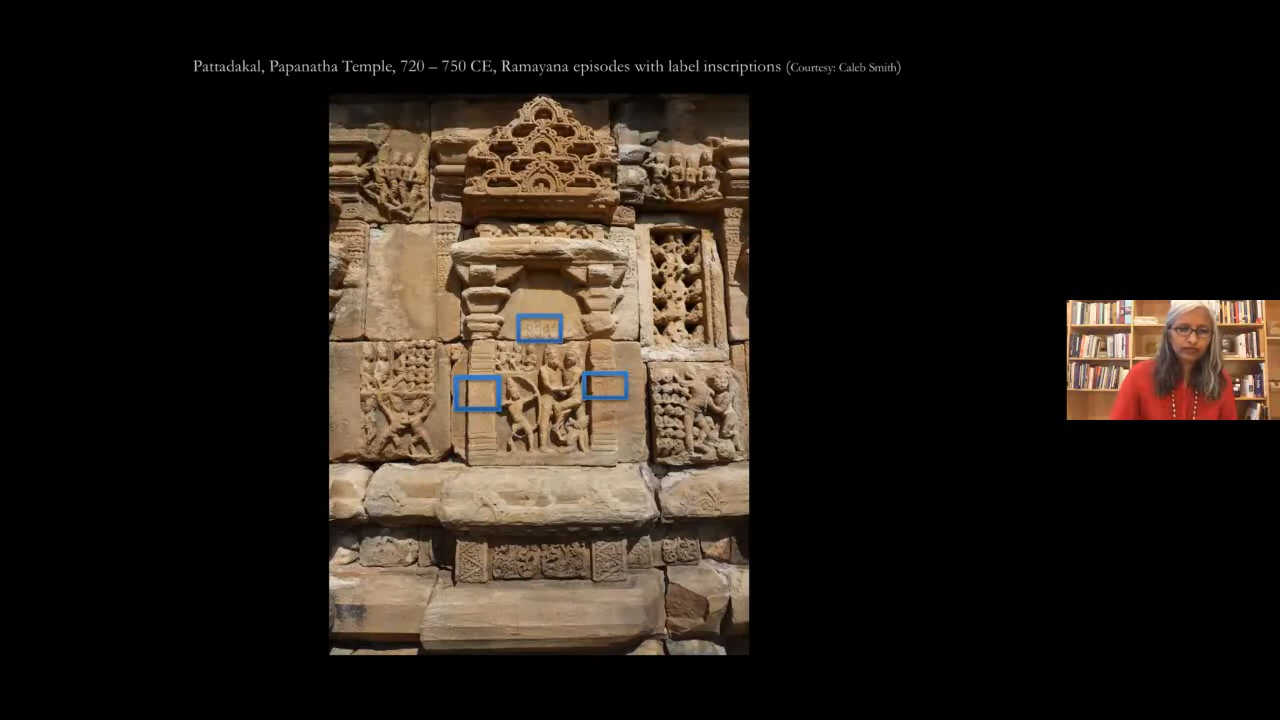 Pattadakal, Papanatha Temple, 720 – 750 CE, Ramayana episodes with label inscriptions (Courtesy: Caleb Smith)